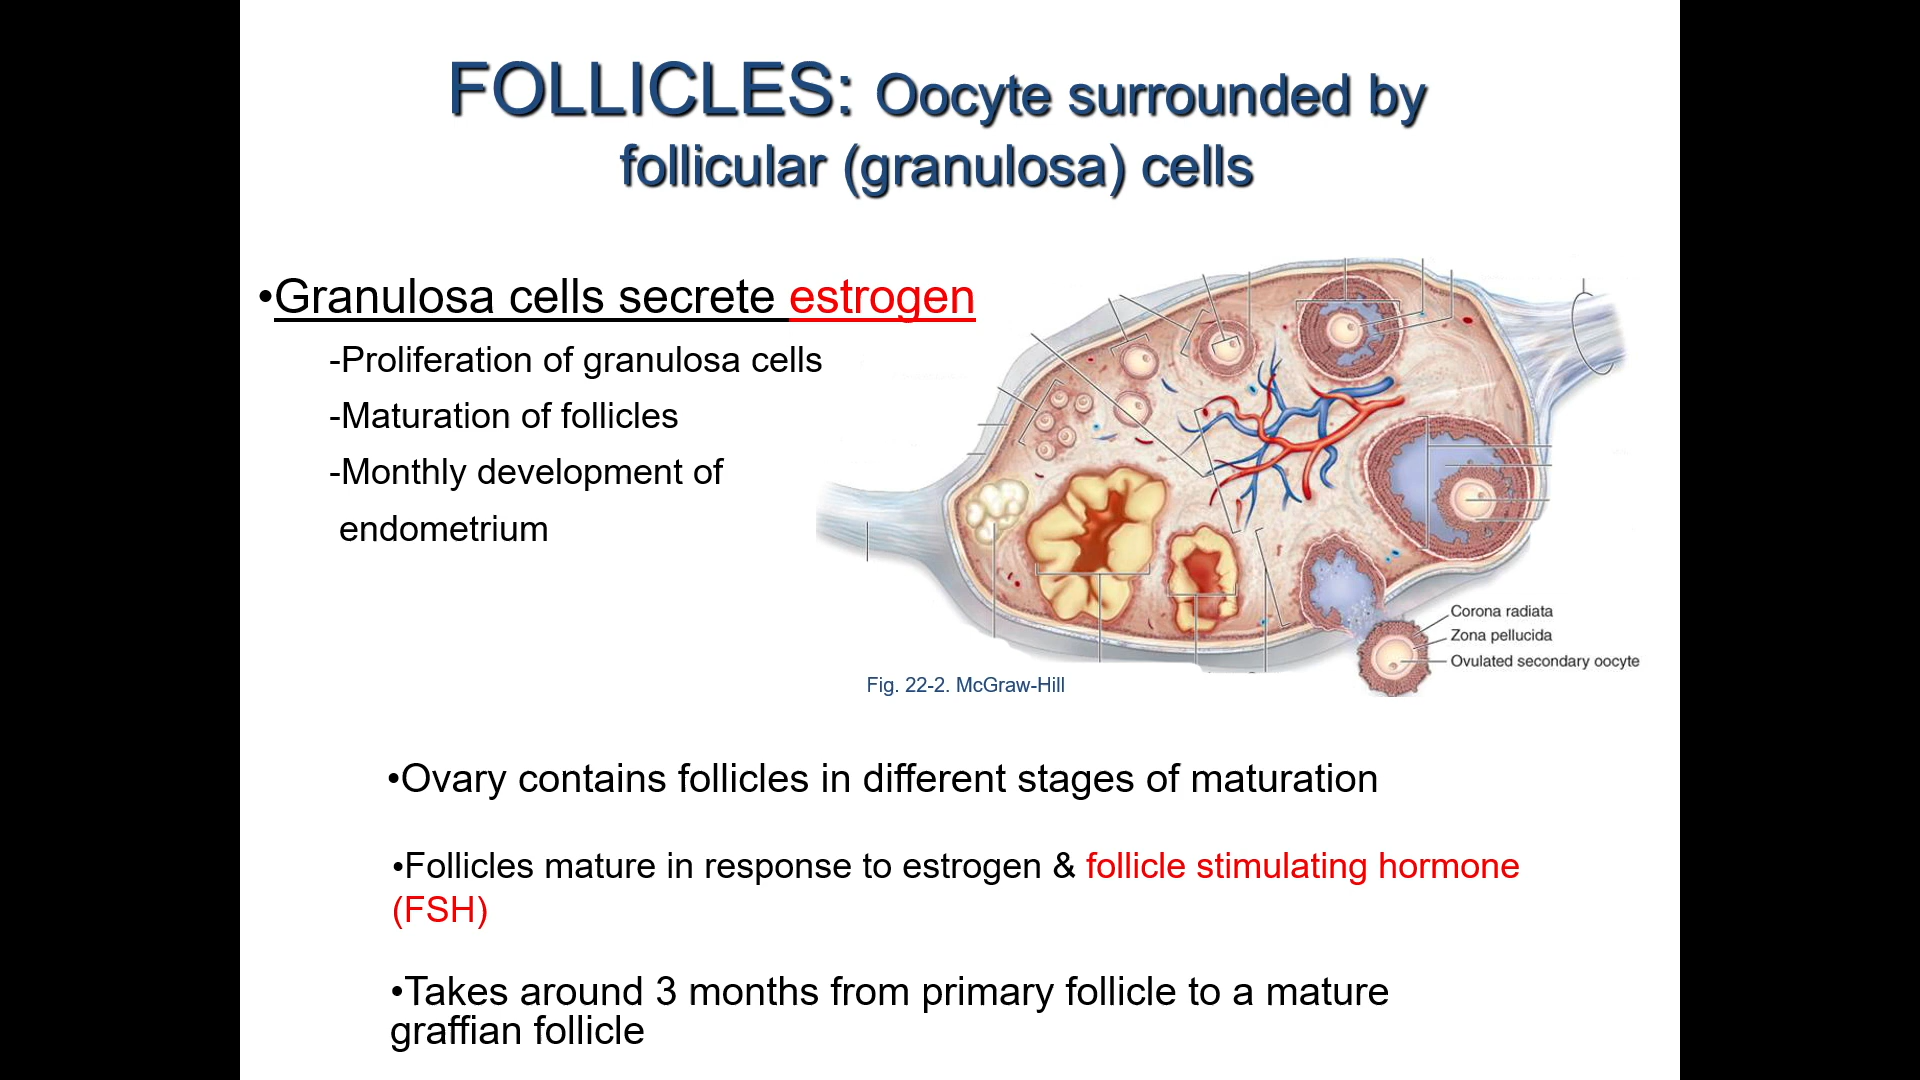 FOLLICLES: Oocyte surrounded by
follicular (granulosa) cells
•Granulosa cells secrete estrogen
-Proliferation of granulosa cells
-Maturation of follicles
-Monthly development of
endometrium
Corona radiata
Zona pellucida
Ovulated secondary oocyte
Fig. 22-2. McGraw-Hill
•Ovary contains follicles in different stages of maturation
•Follicles mature in response to estrogen & follicle stimulating hormone
(FSH)
•Takes around 3 months from primary follicle to a mature
graffian follicle